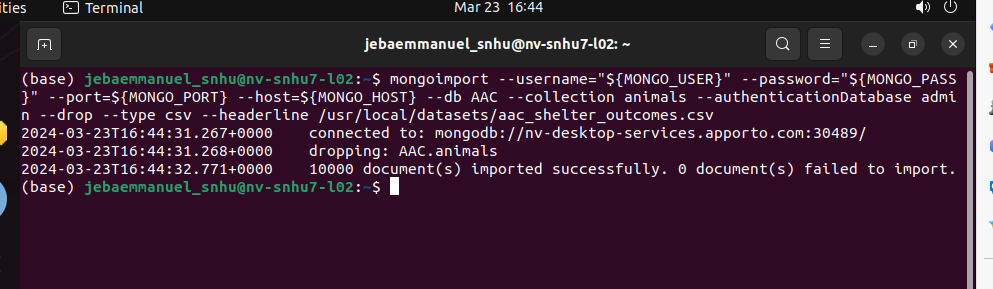 ities Terminal Mar 23 16:44
jebaemmanuel_snhu@nv-snhu7-l02: ~
(base) jebaemmanuel_snhu@nv-snhu7-l02:~$ mongoimport --username="${MONGO_USER}" --password="${MONGO_PASS
}" --port=${MONGO_PORT} --host=${MONGO_HOST} --db AAC --collection animals --authenticationDatabase admi
n --drop --type csv --headerline /usr/local/datasets/aac_shelter_outcomes.csv
2024-03-23T16:44:31.267+0000 connected to: mongodb://nv-desktop-services.apporto.com:30489/
2024-03-23T16:44:31.268+0000 dropping: AAC.animals
2024-03-23T16:44:32.771+0000 10000 document(s) imported successfully. 0 document(s) failed to import.
(base) jebaemmanuel_snhu@nv-snhu7-l02:~$